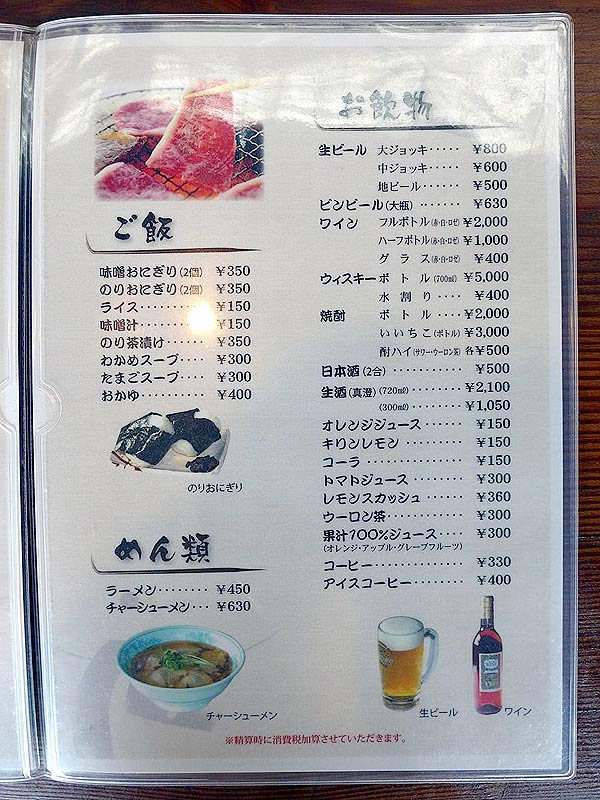 ご飯
味噌おにぎり(2個) ¥350
のりおにぎり(2個) ¥350
ライス·········· ¥150
味噌汁·········· ¥150
のり茶漬け······ ¥350
わかめスープ···· ¥300
たまごスープ···· ¥300
おかゆ·········· ¥400
のりおにぎり
めん類
ラーメン········ ¥450
チャーシューメン··· ¥630
チャーシューメン
お飲物
生ビール 大ジョッキ····· ¥800
中ジョッキ····· ¥600
地ビール······ ¥500
ビンビール(大瓶)······ ¥630
ワイン フルボトル(赤·白·ロゼ) ¥2,000
ハーフボトル(赤·白·ロゼ) ¥1,000
グラス(赤·白·ロゼ) ¥400
ウィスキー ボトル(700ml) ¥5,000
水割り···· ¥400
焼酎 ボトル···· ¥2,000
いいちこ(ボトル) ¥3,000
酎ハイ(サワー·ウーロン茶) 各¥500
日本酒(2合)·········· ¥500
生酒(真澄)(720ml)········ ¥2,100
(300ml)········ ¥1,050
オレンジジュース······ ¥150
キリンレモン········· ¥150
コーラ·············· ¥150
トマトジュース········ ¥300
レモンスカッシュ······ ¥360
ウーロン茶············ ¥300
果汁100%ジュース···· ¥300
(オレンジ·アップル·グレープフルーツ)
コーヒー············· ¥330
アイスコーヒー········ ¥400
生ビール
ワイン
※精算時に消費税加算させていただきます。